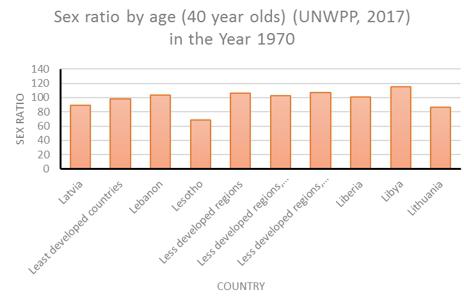 Sex ratio by age (40 year olds) (UNWPP, 2017)
in the Year 1970
140
120
100
80
60
40
20
0
SEX RATIO
Latvia
Least developed countries
Lebanon
Lesotho
Less developed regions
Less developed regions,...
Less developed regions,...
Liberia
Libya
Lithuania
COUNTRY